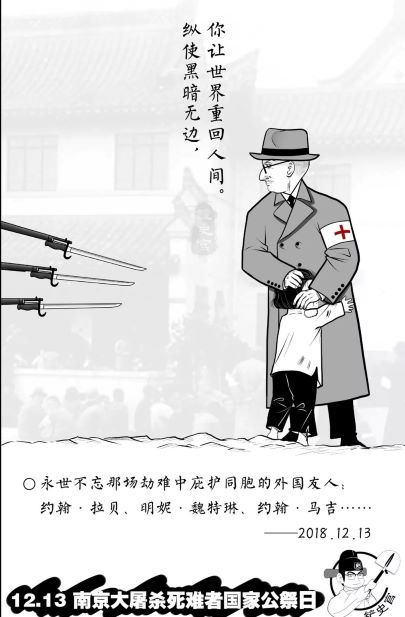 纵使黑暗无边，
你让世界重回人间。
○永世不忘那场劫难中庇护同胞的外国友人：
约翰·拉贝、明妮·魏特琳、约翰·马吉……
——2018.12.13
12.13 南京大屠杀死难者国家公祭日
史官